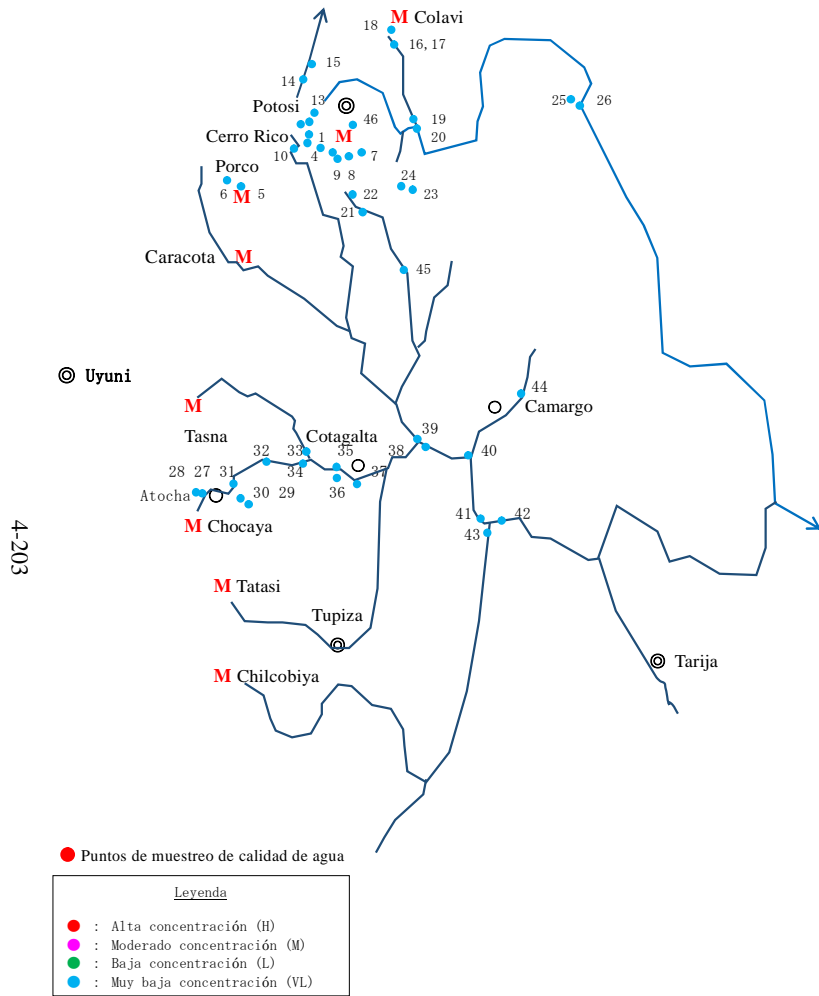 M Colavi
18
16,17
15
14
Potosi
13
46
19
20
25
26
Cerro Rico
1
M
10
4
7
9
8
Porco
6
M
5
24
23
22
21
Caracota
M
45
Uyuni
M
44
Camargo
Tasna
Cotagalta
39
38
40
32
33
34
35
36
37
28
27
31
Atocha
30
29
M Chocaya
41
42
43
4-203
M Tatasi
Tupiza
Tarija
M Chilcobiya
Puntos de muestreo de calidad de agua
Leyenda
: Alta concentración (H)
: Moderado concentración (M)
: Baja concentración (L)
: Muy baja concentración (VL)